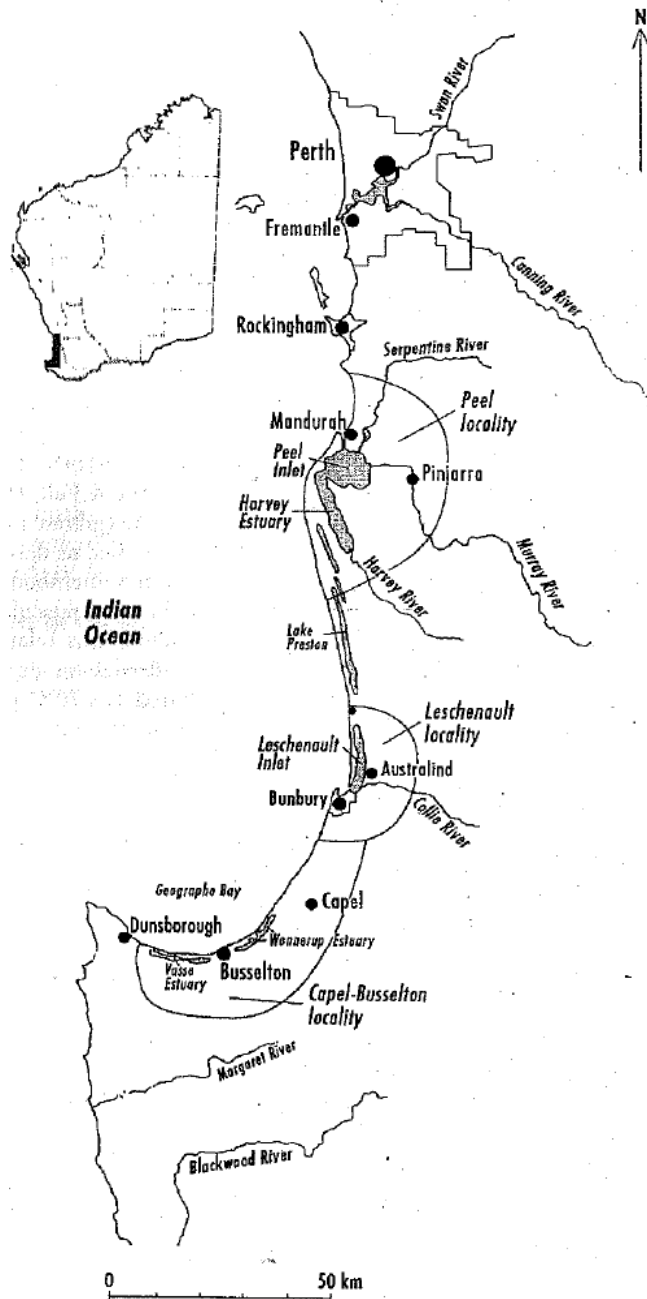 N
Swan River
Perth
Fremantle
Canning River
Rockingham
Serpentine River
Peel
locality
Mandurah
Peel
Inlet
Pinjarra
Harvey
Estuary
Murray River
Harvey River
Indian
Ocean
Lake
Preston
Leschenault
locality
Leschenault
Inlet
Australind
Bunbury
Collie River
Geographe Bay
Capel
Dunsborough
Wonnerup Estuary
Vasse
Estuary
Busselton
Capel-Busselton
locality
Margaret River
Blackwood River
0 50 km